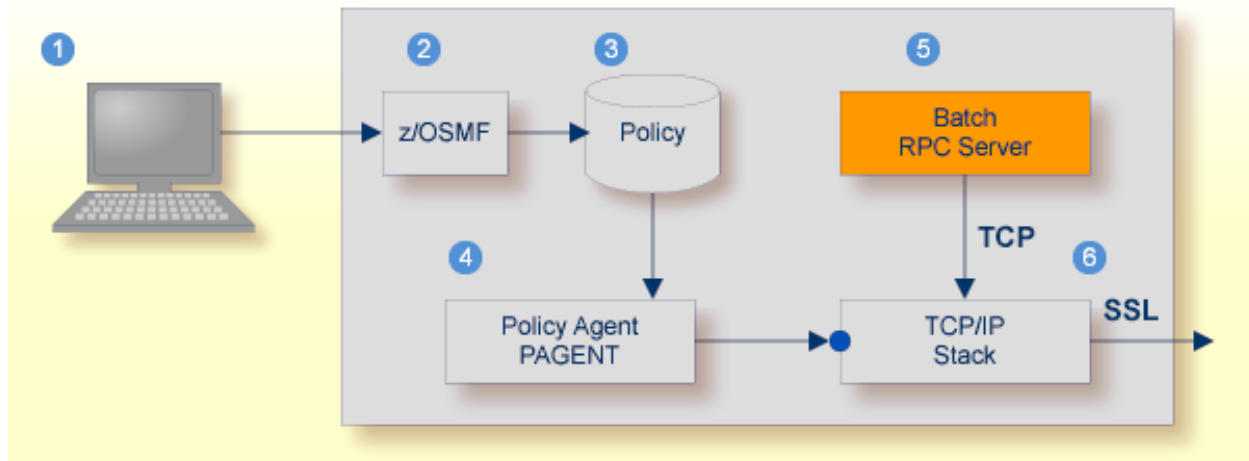 1
2
3
5
z/OSMF
Policy
Batch
RPC Server
TCP
4
6
Policy Agent
PAGENT
TCP/IP
Stack
SSL